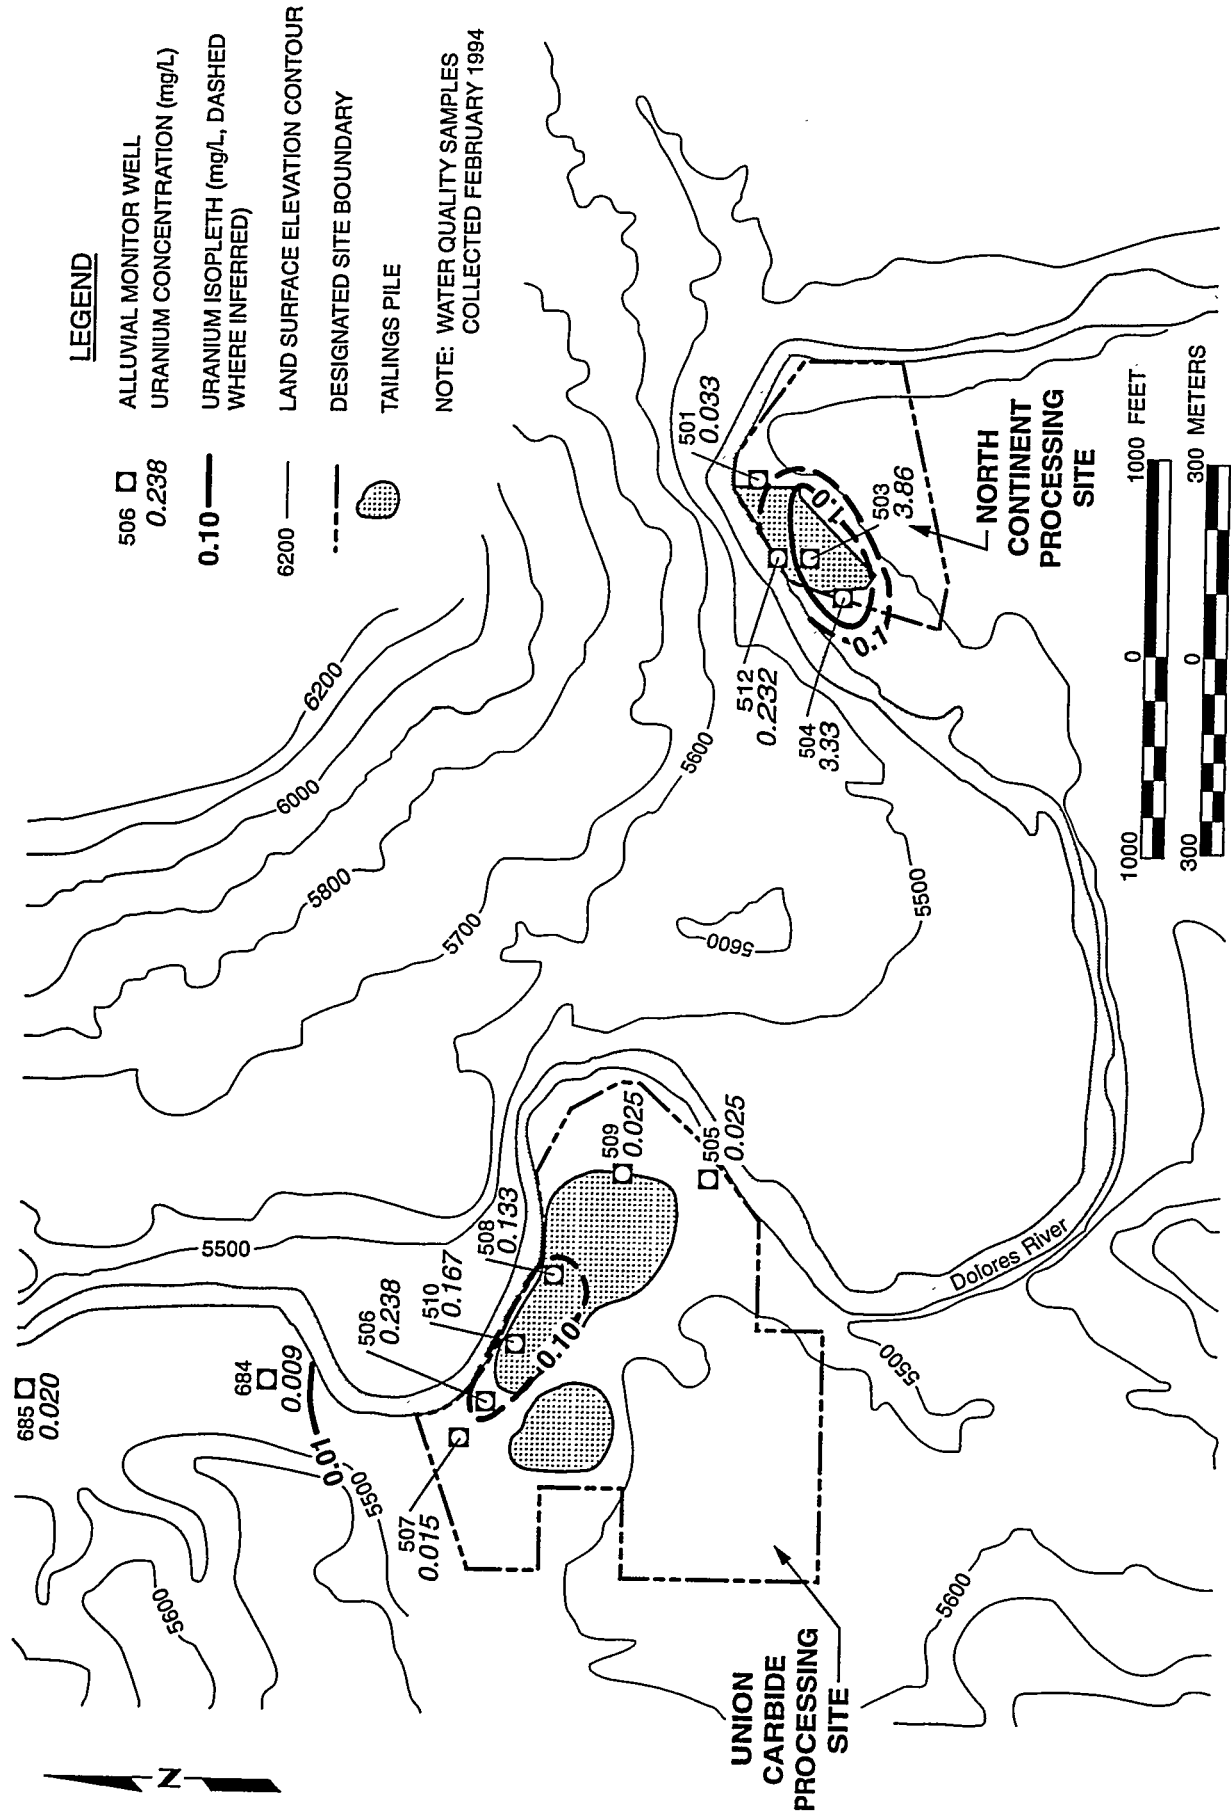 LEGEND
506
0.238
ALLUVIAL MONITOR WELL
URANIUM CONCENTRATION (mg/L)
0.10
URANIUM ISOPLETH (mg/L, DASHED
WHERE INFERRED)
6200
LAND SURFACE ELEVATION CONTOUR
DESIGNATED SITE BOUNDARY
TAILINGS PILE
NOTE: WATER QUALITY SAMPLES
COLLECTED FEBRUARY 1994
N
685
0.020
684
0.009
0.01
5500
5600
5500
507
0.015
506
0.238
510
0.167
508
0.133
0.10
509
0.025
505
0.025
5500
5600
UNION
CARBIDE
PROCESSING
SITE
Dolores River
6200
6000
5800
5700
5600
5600
5500
501
0.033
512
0.232
504
3.33
503
3.86
1.0
0.1
NORTH
CONTINENT
PROCESSING
SITE
1000
0
1000 FEET
300
0
300 METERS